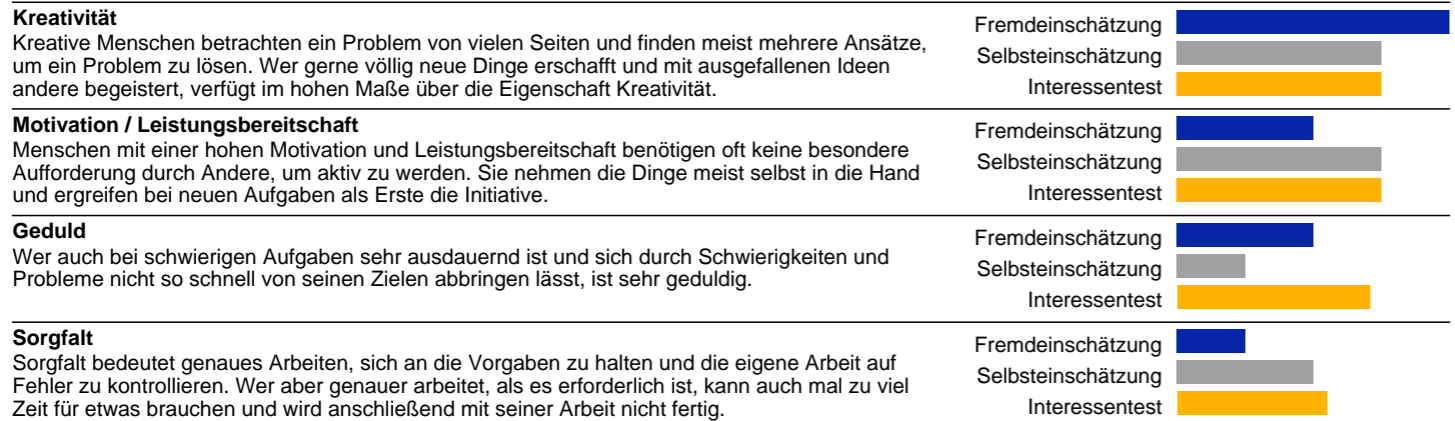 Kreativität
Kreative Menschen betrachten ein Problem von vielen Seiten und finden meist mehrere Ansätze,
um ein Problem zu lösen. Wer gerne völlig neue Dinge erschafft und mit ausgefallenen Ideen
andere begeistert, verfügt im hohen Maße über die Eigenschaft Kreativität.
Fremdeinschätzung
Selbsteinschätzung
Interessentest
Motivation / Leistungsbereitschaft
Menschen mit einer hohen Motivation und Leistungsbereitschaft benötigen oft keine besondere
Aufforderung durch Andere, um aktiv zu werden. Sie nehmen die Dinge meist selbst in die Hand
und ergreifen bei neuen Aufgaben als Erste die Initiative.
Fremdeinschätzung
Selbsteinschätzung
Interessentest
Geduld
Wer auch bei schwierigen Aufgaben sehr ausdauernd ist und sich durch Schwierigkeiten und
Probleme nicht so schnell von seinen Zielen abbringen lässt, ist sehr geduldig.
Fremdeinschätzung
Selbsteinschätzung
Interessentest
Sorgfalt
Sorgfalt bedeutet genaues Arbeiten, sich an die Vorgaben zu halten und die eigene Arbeit auf
Fehler zu kontrollieren. Wer aber genauer arbeitet, als es erforderlich ist, kann auch mal zu viel
Zeit für etwas brauchen und wird anschließend mit seiner Arbeit nicht fertig.
Fremdeinschätzung
Selbsteinschätzung
Interessentest